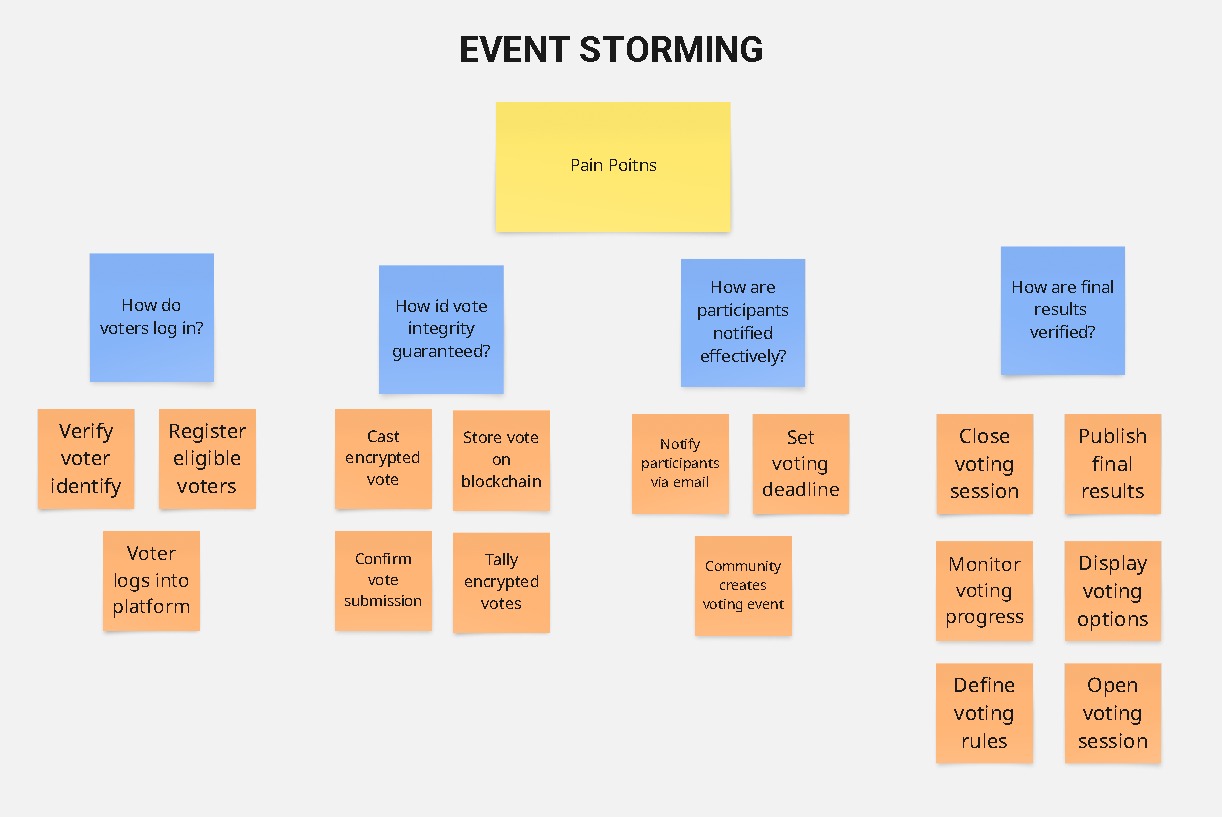 EVENT STORMING
Pain Poitns
How do
voters log in?
How id vote
integrity
guaranteed?
How are
participants
notified
effectively?
How are final
results
verified?
Verify
voter
identify
Register
eligible
voters
Voter
logs into
platform
Cast
encrypted
vote
Store vote
on
blockchain
Confirm
vote
submission
Tally
encrypted
votes
Notify
participants
via email
Set
voting
deadline
Community
creates
voting event
Close
voting
session
Publish
final
results
Monitor
voting
progress
Display
voting
options
Define
voting
rules
Open
voting
session